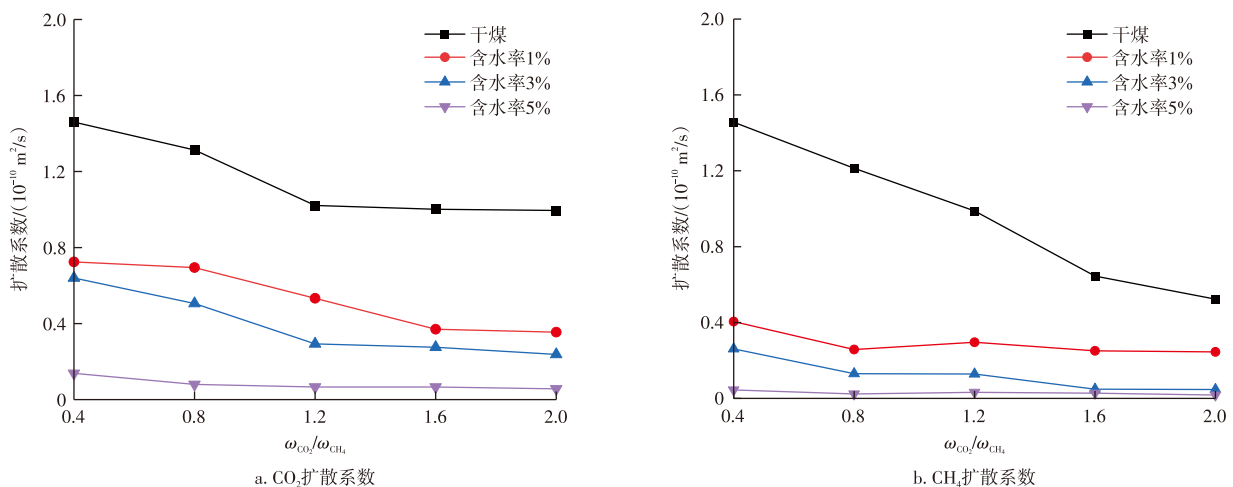 2.0
1.6
1.2
0.8
0.4
0
扩散系数/(10⁻¹⁰ m²/s)
干煤
含水率1%
含水率3%
含水率5%
0.4 0.8 1.2 1.6 2.0
ω_CO₂/ω_CH₄
a. CO₂扩散系数
2.0
1.6
1.2
0.8
0.4
0
扩散系数/(10⁻¹⁰ m²/s)
干煤
含水率1%
含水率3%
含水率5%
0.4 0.8 1.2 1.6 2.0
ω_CO₂/ω_CH₄
b. CH₄扩散系数